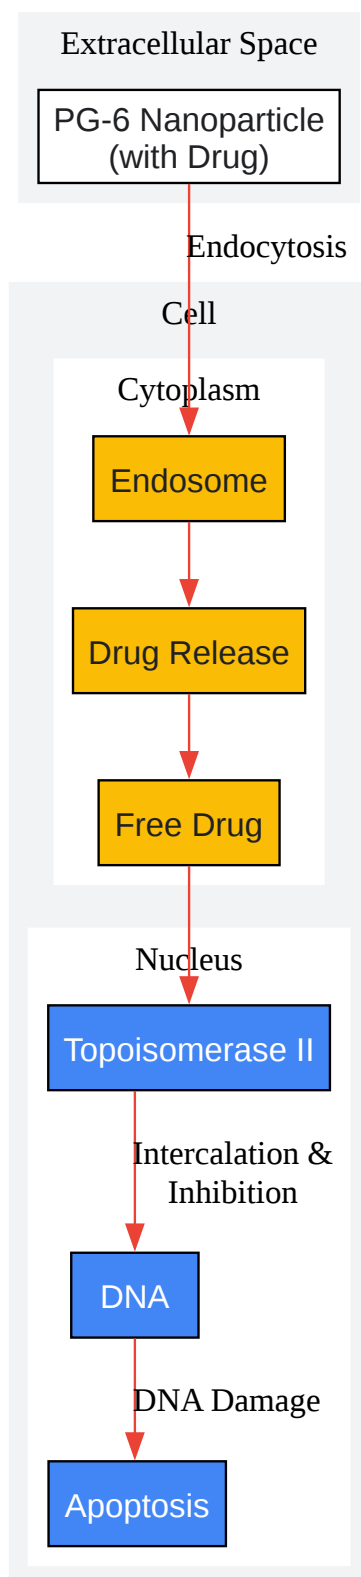 Extracellular Space
PG-6 Nanoparticle
(with Drug)
Endocytosis
Cell
Cytoplasm
Endosome
Drug Release
Free Drug
Nucleus
Topoisomerase II
Intercalation &
Inhibition
DNA
DNA Damage
Apoptosis